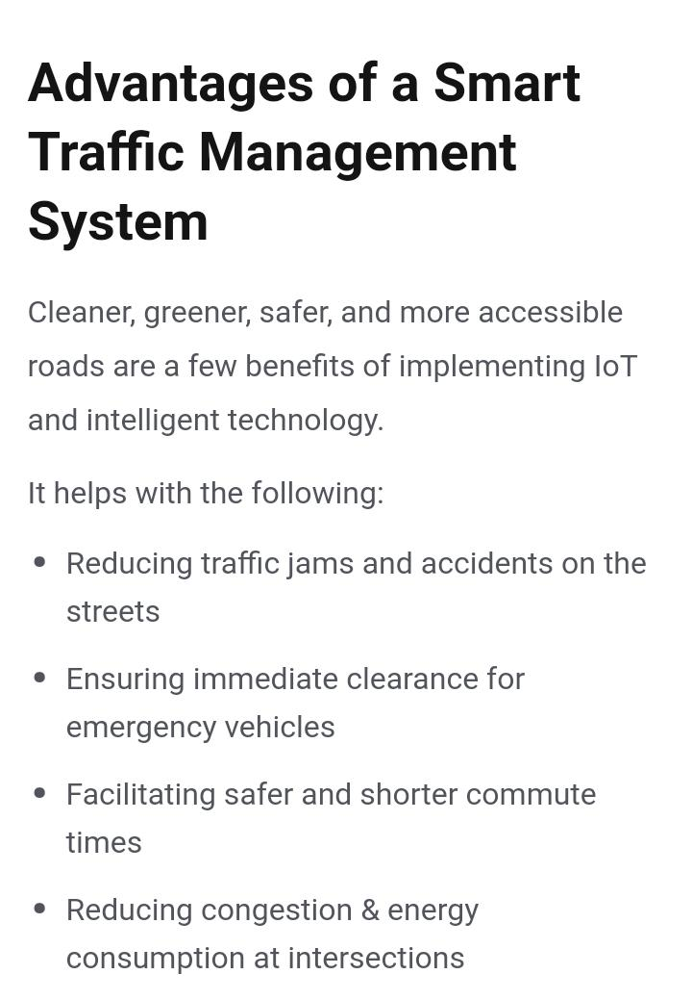 Advantages of a Smart
Traffic Management
System
Cleaner, greener, safer, and more accessible
roads are a few benefits of implementing IoT
and intelligent technology.
It helps with the following:
• Reducing traffic jams and accidents on the
streets
• Ensuring immediate clearance for
emergency vehicles
• Facilitating safer and shorter commute
times
• Reducing congestion & energy
consumption at intersections